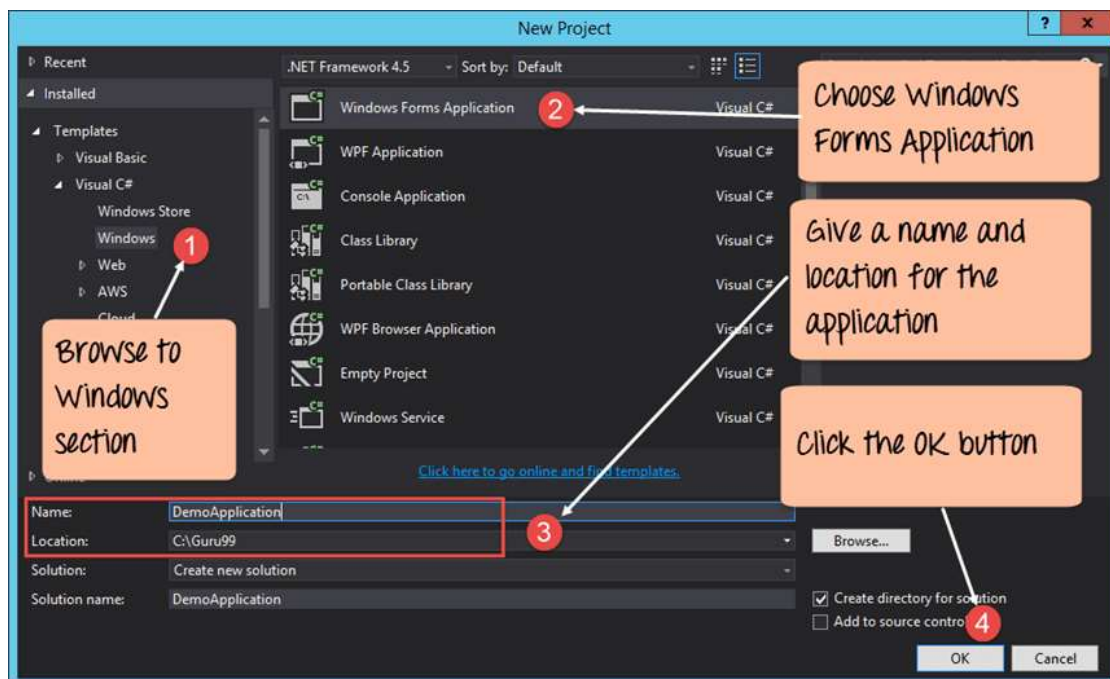 New Project
? x
Recent
.NET Framework 4.5 Sort by: Default
Installed
Templates
Visual Basic
Visual C#
Windows Store
Windows
Web
AWS
Windows Forms Application
Visual C#
WPF Application
Visual C#
Console Application
Visual C#
Class Library
Visual C#
Portable Class Library
Visual C#
WPF Browser Application
Visual C#
Empty Project
Visual C#
Windows Service
Visual C#
1
2
Browse to
Windows
section
Choose Windows
Forms Application
Give a name and
location for the
application
Click the OK button
Click here to go online and find templates.
Name: DemoApplication
Location: C:\Guru99
3
Browse...
Solution: Create new solution
Solution name: DemoApplication
Create directory for solution
Add to source control
4
OK Cancel